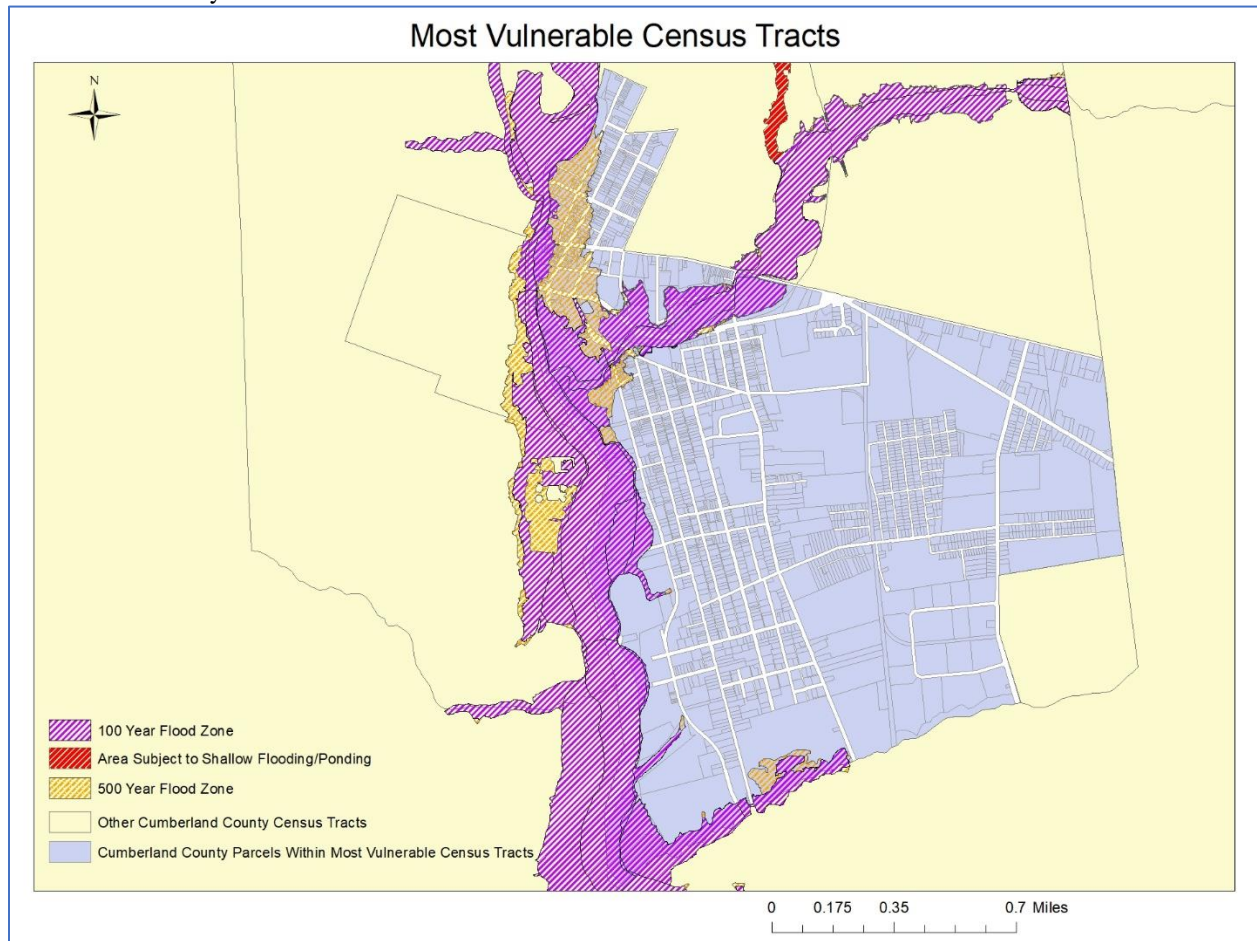 Most Vulnerable Census Tracts
N
100 Year Flood Zone
Area Subject to Shallow Flooding/Ponding
500 Year Flood Zone
Other Cumberland County Census Tracts
Cumberland County Parcels Within Most Vulnerable Census Tracts
0 0.175 0.35 0.7 Miles